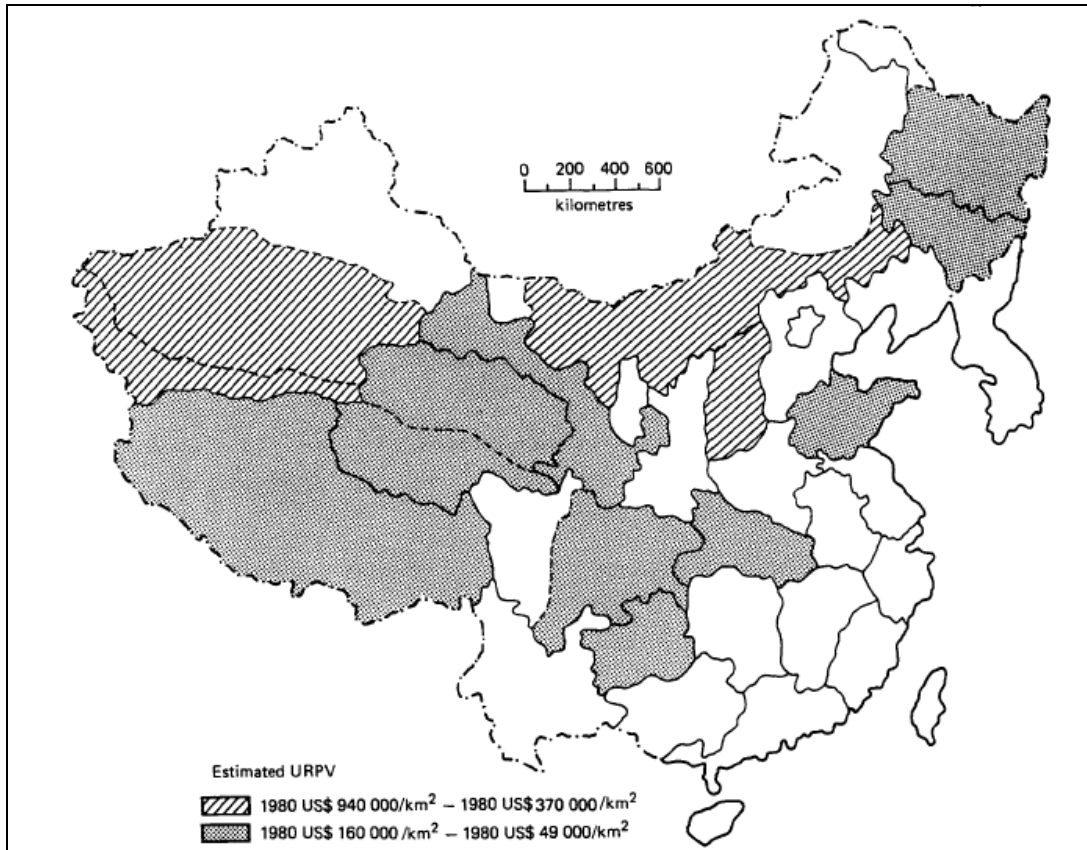 0 200 400 600
kilometres
Estimated URPV
1980 US$ 940 000/km² – 1980 US$ 370 000/km²
1980 US$ 160 000/km² – 1980 US$ 49 000/km²